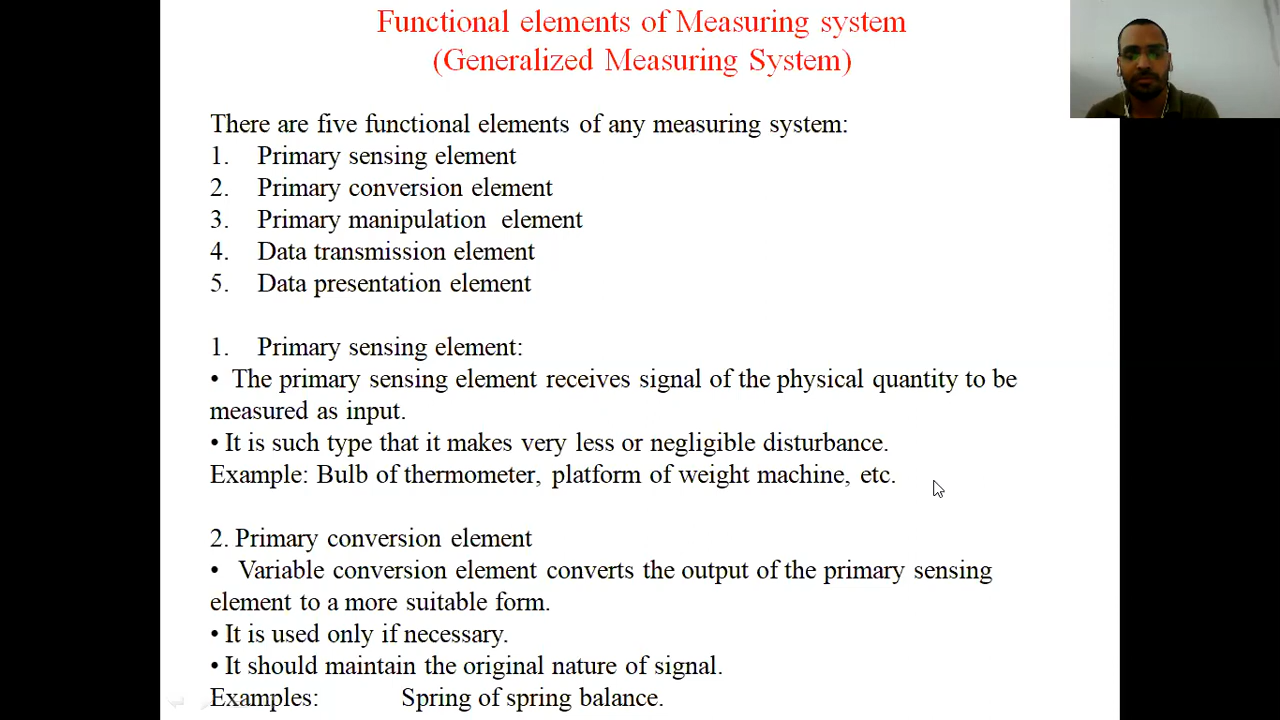 Functional elements of Measuring system
(Generalized Measuring System)
There are five functional elements of any measuring system:
1. Primary sensing element
2. Primary conversion element
3. Primary manipulation element
4. Data transmission element
5. Data presentation element
1. Primary sensing element:
• The primary sensing element receives signal of the physical quantity to be
measured as input.
• It is such type that it makes very less or negligible disturbance.
Example: Bulb of thermometer, platform of weight machine, etc.
2. Primary conversion element
• Variable conversion element converts the output of the primary sensing
element to a more suitable form.
• It is used only if necessary.
• It should maintain the original nature of signal.
Examples: Spring of spring balance.